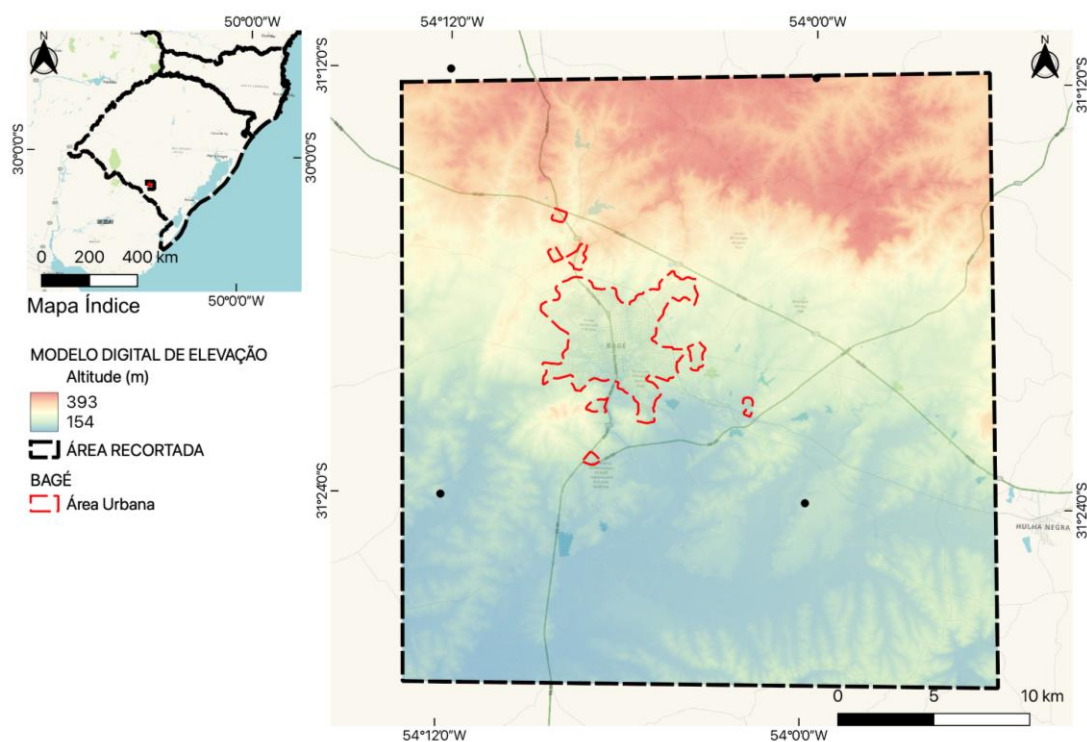 50°0'0"W
N
30°0'0"S
30°0'0"S
0 200 400 km
50°0'0"W
Mapa Índice
MODELO DIGITAL DE ELEVAÇÃO
Altitude (m)
393
154
ÁREA RECORTADA
BAGÉ
Área Urbana
54°12'0"W
54°0'0"W
N
31°12'0"S
31°12'0"S
BAGÉ
31°24'0"S
31°24'0"S
HULHA NEGRA
0 5 10 km
54°12'0"W
54°0'0"W